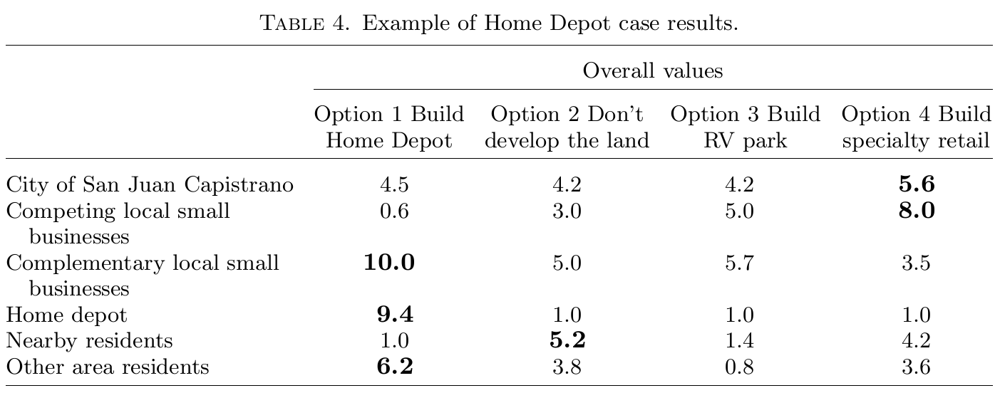 TABLE 4. Example of Home Depot case results.
Overall values
Option 1 Build Option 2 Don't Option 3 Build Option 4 Build
Home Depot develop the land RV park specialty retail
City of San Juan Capistrano 4.5 4.2 4.2 5.6
Competing local small 0.6 3.0 5.0 8.0
businesses
Complementary local small 10.0 5.0 5.7 3.5
businesses
Home depot 9.4 1.0 1.0 1.0
Nearby residents 1.0 5.2 1.4 4.2
Other area residents 6.2 3.8 0.8 3.6